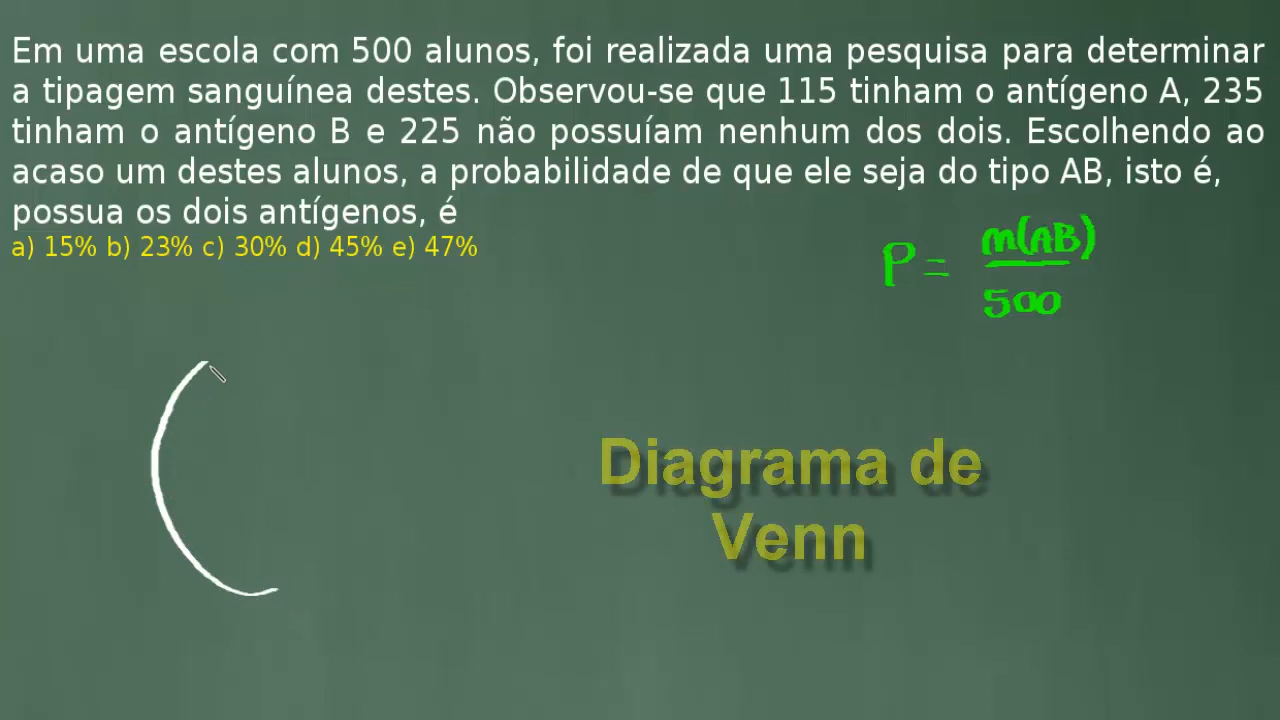 Em uma escola com 500 alunos, foi realizada uma pesquisa para determinar
a tipagem sanguínea destes. Observou-se que 115 tinham o antígeno A, 235
tinham o antígeno B e 225 não possuíam nenhum dos dois. Escolhendo ao
acaso um destes alunos, a probabilidade de que ele seja do tipo AB, isto é,
possua os dois antígenos, é
a) 15% b) 23% c) 30% d) 45% e) 47%
P = n(AB)
500
Diagrama de
Venn